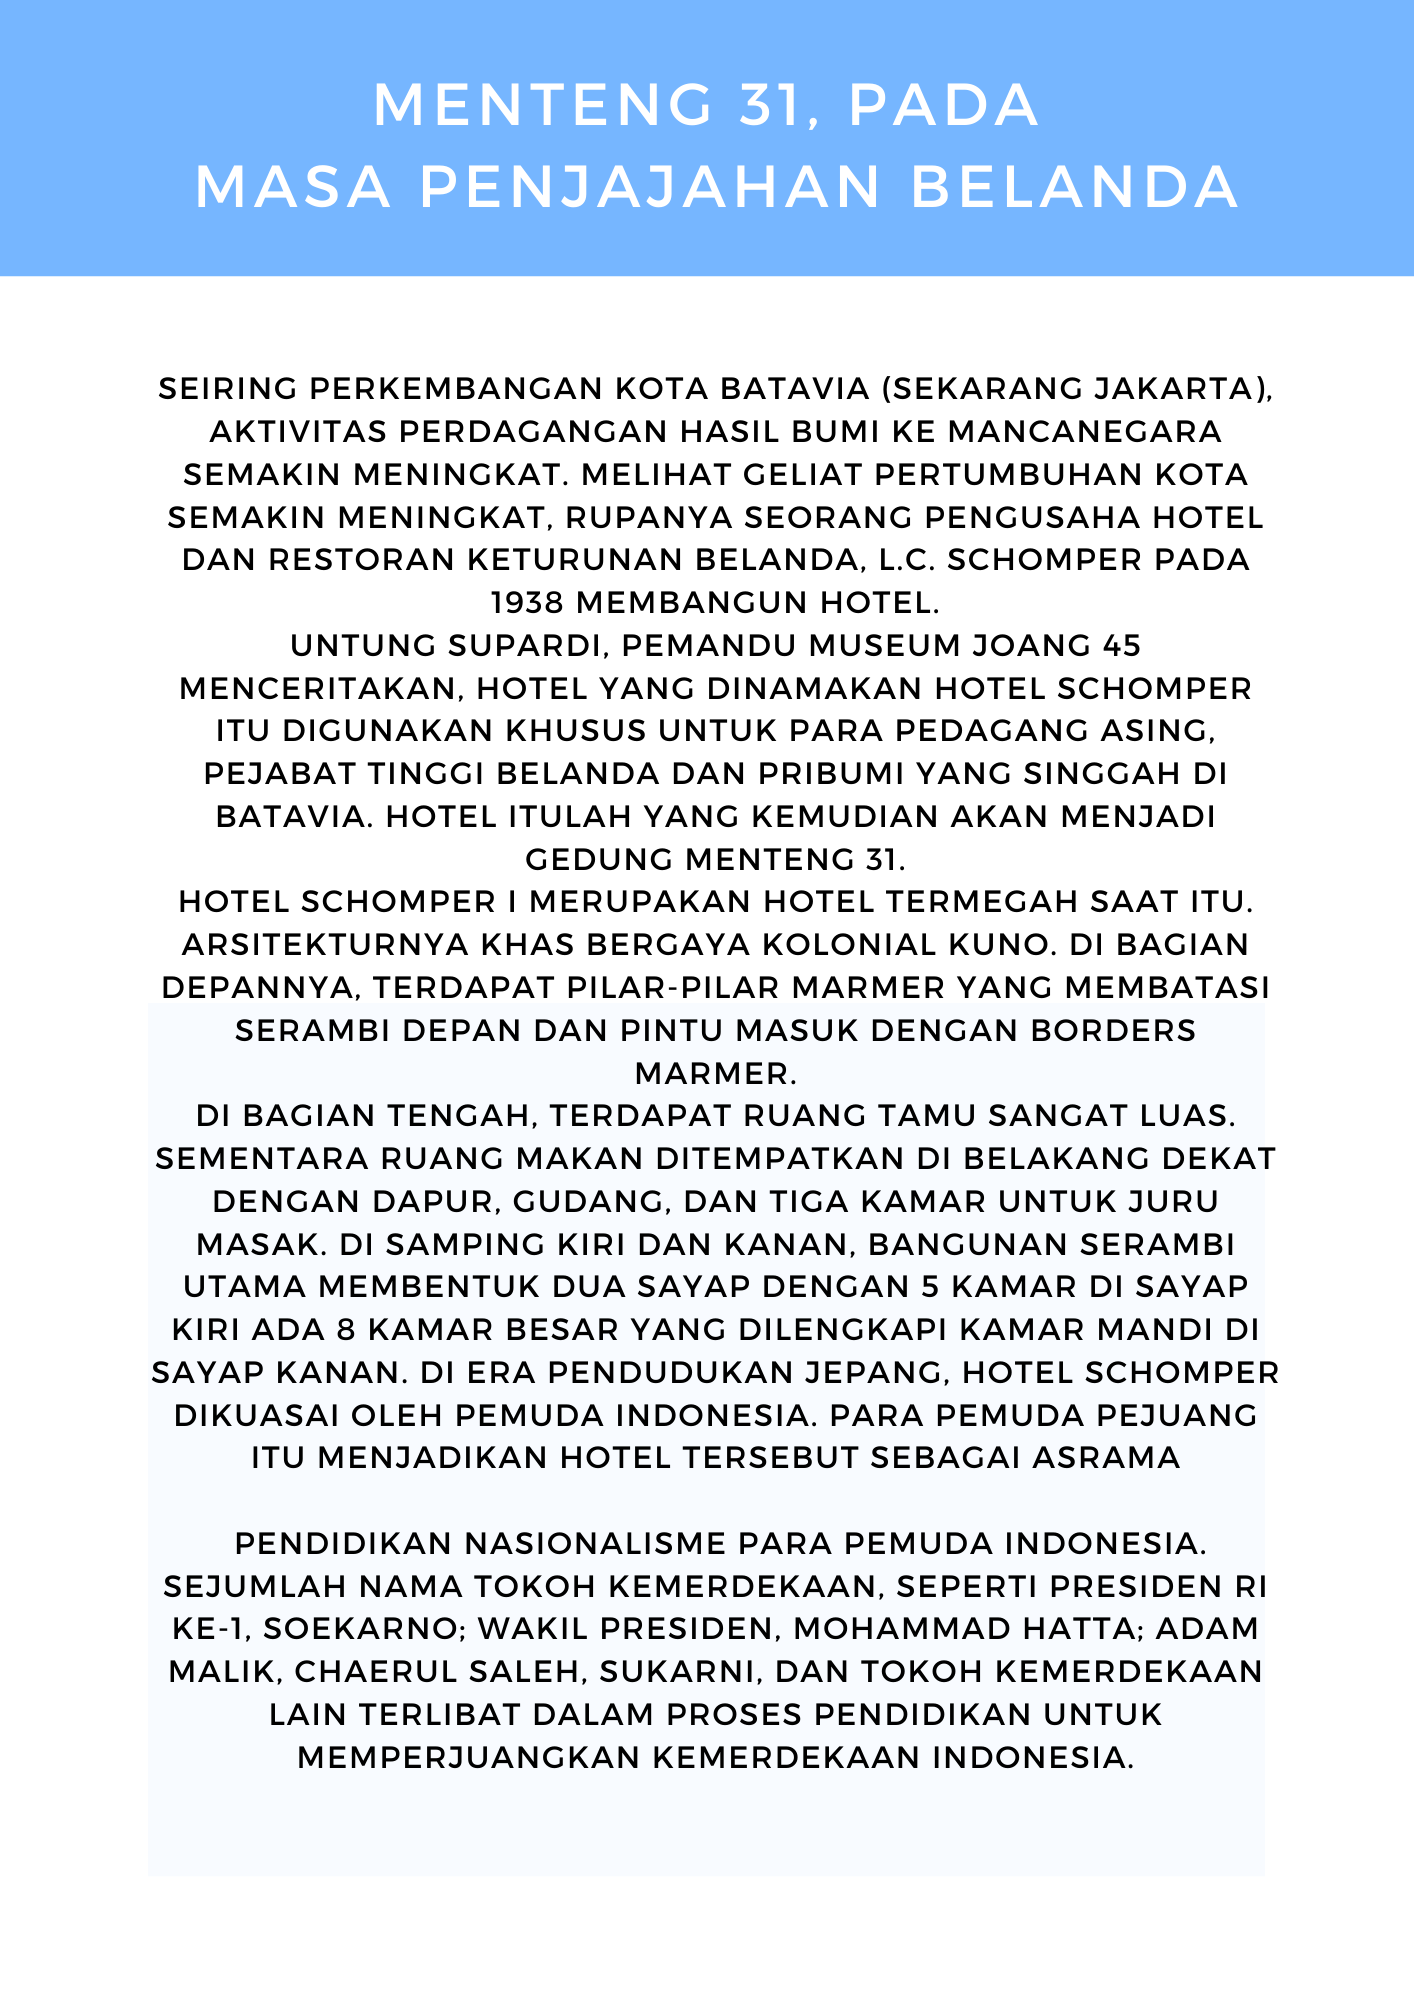 MENTENG 31, PADA
MASA PENJAJAHAN BELANDA
SEIRING PERKEMBANGAN KOTA BATAVIA (SEKARANG JAKARTA),
AKTIVITAS PERDAGANGAN HASIL BUMI KE MANCANEGARA
SEMAKIN MENINGKAT. MELIHAT GELIAT PERTUMBUHAN KOTA
SEMAKIN MENINGKAT, RUPANYA SEORANG PENGUSAHA HOTEL
DAN RESTORAN KETURUNAN BELANDA, L.C. SCHOMPER PADA
1938 MEMBANGUN HOTEL.
UNTUNG SUPARDI, PEMANDU MUSEUM JOANG 45
MENCERITAKAN, HOTEL YANG DINAMAKAN HOTEL SCHOMPER
ITU DIGUNAKAN KHUSUS UNTUK PARA PEDAGANG ASING,
PEJABAT TINGGI BELANDA DAN PRIBUMI YANG SINGGAH DI
BATAVIA. HOTEL ITULAH YANG KEMUDIAN AKAN MENJADI
GEDUNG MENTENG 31.
HOTEL SCHOMPER I MERUPAKAN HOTEL TERMEGAH SAAT ITU.
ARSITEKTURNYA KHAS BERGAYA KOLONIAL KUNO. DI BAGIAN
DEPANNYA, TERDAPAT PILAR-PILAR MARMER YANG MEMBATASI
SERAMBI DEPAN DAN PINTU MASUK DENGAN BORDERS
MARMER.
DI BAGIAN TENGAH, TERDAPAT RUANG TAMU SANGAT LUAS.
SEMENTARA RUANG MAKAN DITEMPATKAN DI BELAKANG DEKAT
DENGAN DAPUR, GUDANG, DAN TIGA KAMAR UNTUK JURU
MASAK. DI SAMPING KIRI DAN KANAN, BANGUNAN SERAMBI
UTAMA MEMBENTUK DUA SAYAP DENGAN 5 KAMAR DI SAYAP
KIRI ADA 8 KAMAR BESAR YANG DILENGKAPI KAMAR MANDI DI
SAYAP KANAN. DI ERA PENDUDUKAN JEPANG, HOTEL SCHOMPER
DIKUASAI OLEH PEMUDA INDONESIA. PARA PEMUDA PEJUANG
ITU MENJADIKAN HOTEL TERSEBUT SEBAGAI ASRAMA
PENDIDIKAN NASIONALISME PARA PEMUDA INDONESIA.
SEJUMLAH NAMA TOKOH KEMERDEKAAN, SEPERTI PRESIDEN RI
KE-1, SOEKARNO; WAKIL PRESIDEN, MOHAMMAD HATTA; ADAM
MALIK, CHAERUL SALEH, SUKARNI, DAN TOKOH KEMERDEKAAN
LAIN TERLIBAT DALAM PROSES PENDIDIKAN UNTUK
MEMPERJUANGKAN KEMERDEKAAN INDONESIA.